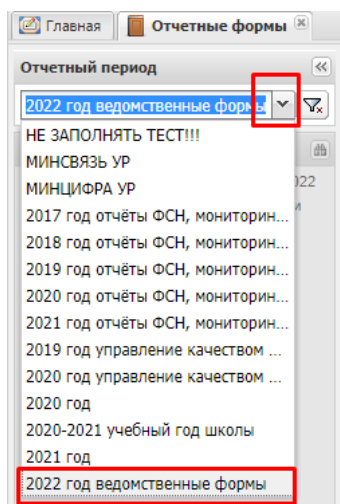 Главная
Отчетные формы
Отчетный период
2022 год ведомственные формы
НЕ ЗАПОЛНЯТЬ ТЕСТ!!!
22
МИНСВЯЗЬ УР
МИНЦИФРА УР
2017 год отчёты ФСН, мониторин...
2018 год отчёты ФСН, мониторин...
2019 год отчёты ФСН, мониторин...
2020 год отчёты ФСН, мониторин...
2021 год отчёты ФСН, мониторин...
2019 год управление качеством ...
2020 год управление качеством ...
2020 год
2020-2021 учебный год школы
2021 год
2022 год ведомственные формы